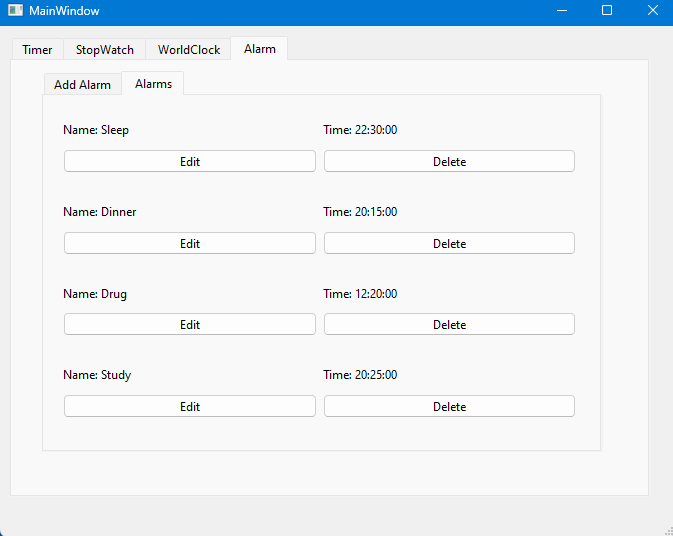 MainWindow
Timer StopWatch WorldClock Alarm
Add Alarm Alarms
Name: Sleep Time: 22:30:00
Edit Delete
Name: Dinner Time: 20:15:00
Edit Delete
Name: Drug Time: 12:20:00
Edit Delete
Name: Study Time: 20:25:00
Edit Delete